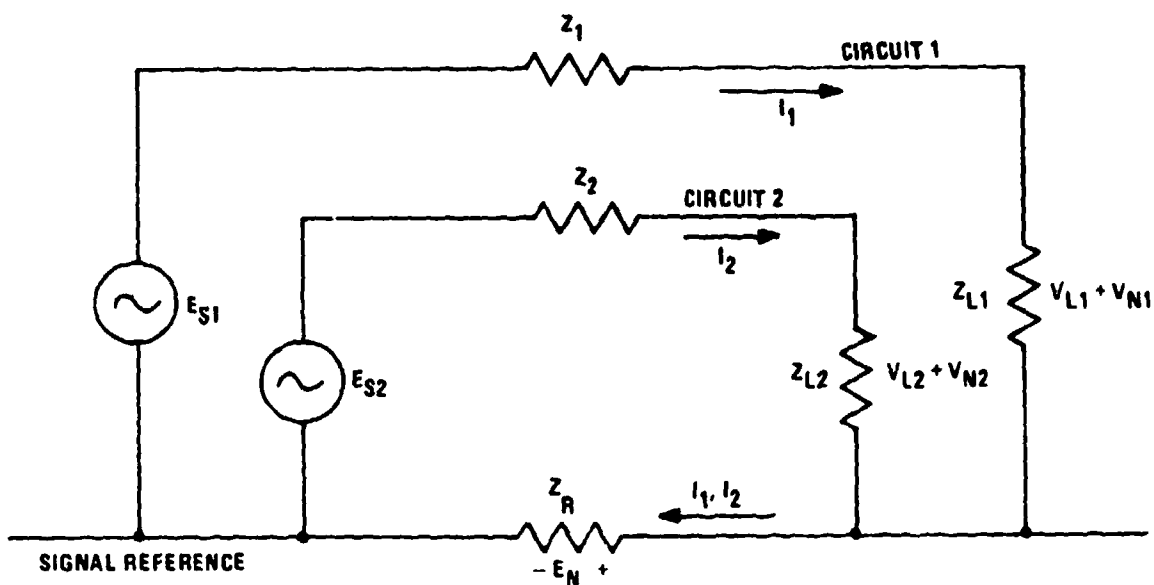 Z1
CIRCUIT 1
I1
Z2
CIRCUIT 2
I2
ES1
ZL1
VL1 + VN1
ES2
ZL2
VL2 + VN2
ZR
I1, I2
SIGNAL REFERENCE
- EN +